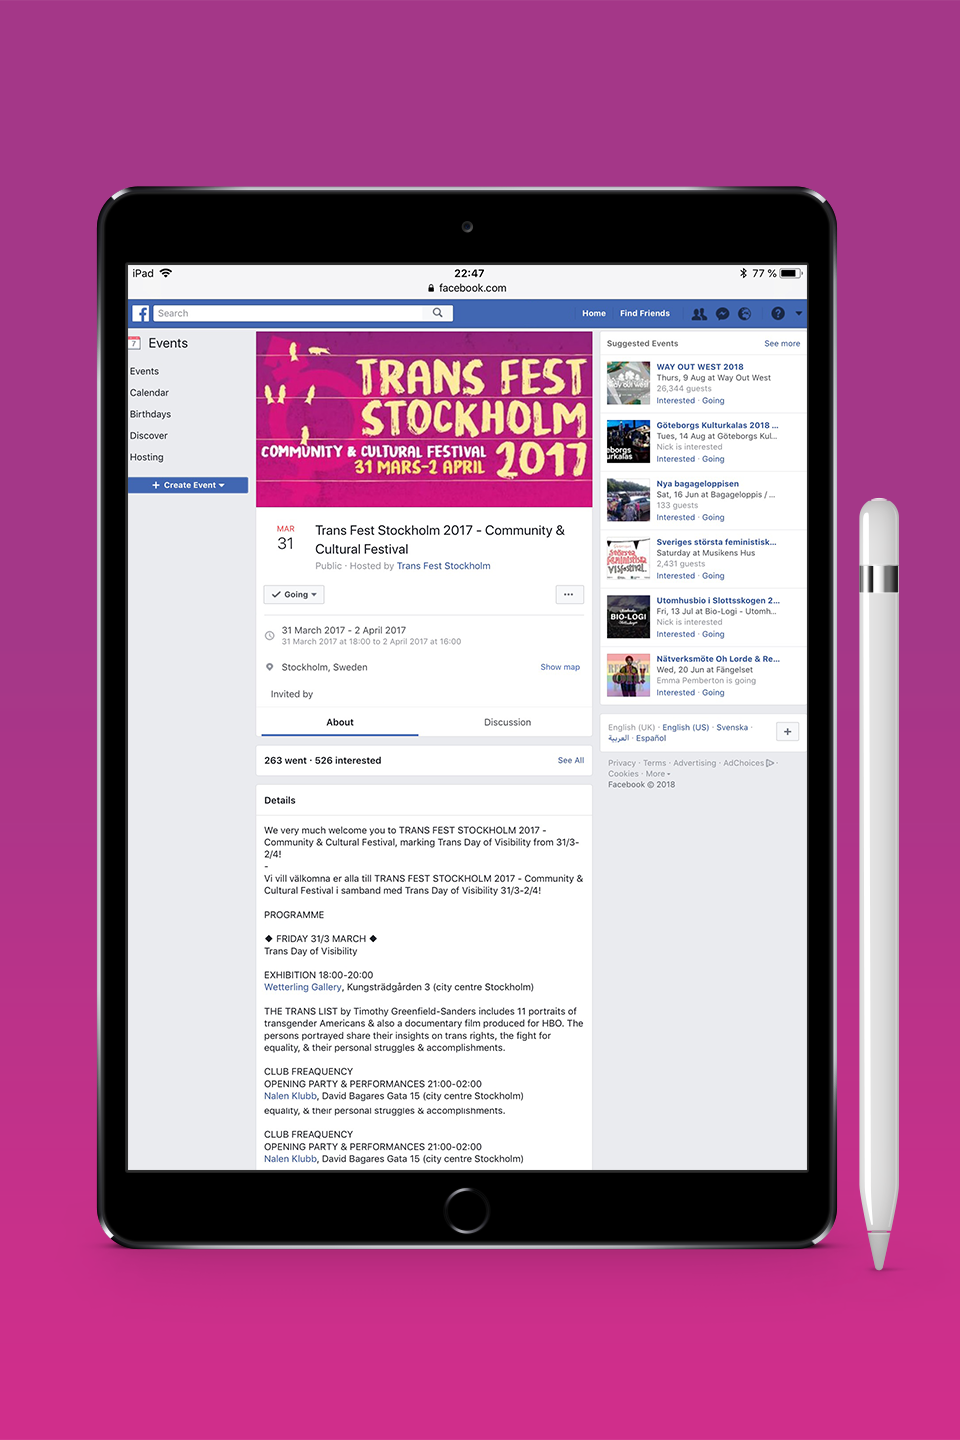 iPad
22:47
77 %
facebook.com
Search
Home
Find Friends
?
7
Events
Events
Calendar
Birthdays
Discover
Hosting
+ Create Event
TRANS FEST
STOCKHOLM
COMMUNITY & CULTURAL FESTIVAL
31 MARS-2 APRIL
2017
MAR
31
Trans Fest Stockholm 2017 - Community &
Cultural Festival
Public · Hosted by Trans Fest Stockholm
Going
...
31 March 2017 - 2 April 2017
31 March 2017 at 18:00 to 2 April 2017 at 16:00
Stockholm, Sweden
Show map
Invited by
About
Discussion
263 went · 526 interested
See All
Details
We very much welcome you to TRANS FEST STOCKHOLM 2017 -
Community & Cultural Festival, marking Trans Day of Visibility from 31/3-
2/4!
-
Vi vill välkomna er alla till TRANS FEST STOCKHOLM 2017 - Community &
Cultural Festival i samband med Trans Day of Visibility 31/3-2/4!
PROGRAMME
◆ FRIDAY 31/3 MARCH ◆
Trans Day of Visibility
EXHIBITION 18:00-20:00
Wetterling Gallery, Kungsträdgården 3 (city centre Stockholm)
THE TRANS LIST by Timothy Greenfield-Sanders includes 11 portraits of
transgender Americans & also a documentary film produced for HBO. The
persons portrayed share their insights on trans rights, the fight for
equality, & their personal struggles & accomplishments.
CLUB FREAQUENCY
OPENING PARTY & PERFORMANCES 21:00-02:00
Nalen Klubb, David Bagares Gata 15 (city centre Stockholm)
equality, & their personal struggles & accomplishments.
CLUB FREAQUENCY
OPENING PARTY & PERFORMANCES 21:00-02:00
Nalen Klubb, David Bagares Gata 15 (city centre Stockholm)
Suggested Events
See more
WAY OUT WEST
WAY OUT WEST 2018
Thurs, 9 Aug at Way Out West
26,344 guests
Interested · Going
eborgs
urkalas
Göteborgs Kulturkalas 2018 ...
Tues, 14 Aug at Göteborgs Kul...
Nick is interested
Interested · Going
Nya bagageloppisen
Sat, 16 Jun at Bagageloppis / ...
133 guests
Interested · Going
Största
feministiska
VISFESTIVAL
Sveriges största feministisk...
Saturday at Musikens Hus
2,431 guests
Interested · Going
BIO-LOGI
Utomhusbio i Slottsskogen 2...
Fri, 13 Jul at Bio-Logi - Utomh...
Nick is interested
Interested · Going
Nätverksmöte Oh Lorde & Re...
Wed, 20 Jun at Fängelset
Emma Pemberton is going
Interested · Going
English (UK) · English (US) · Svenska ·
العربية · Español
+
Privacy · Terms · Advertising · AdChoices ·
Cookies · More
Facebook © 2018